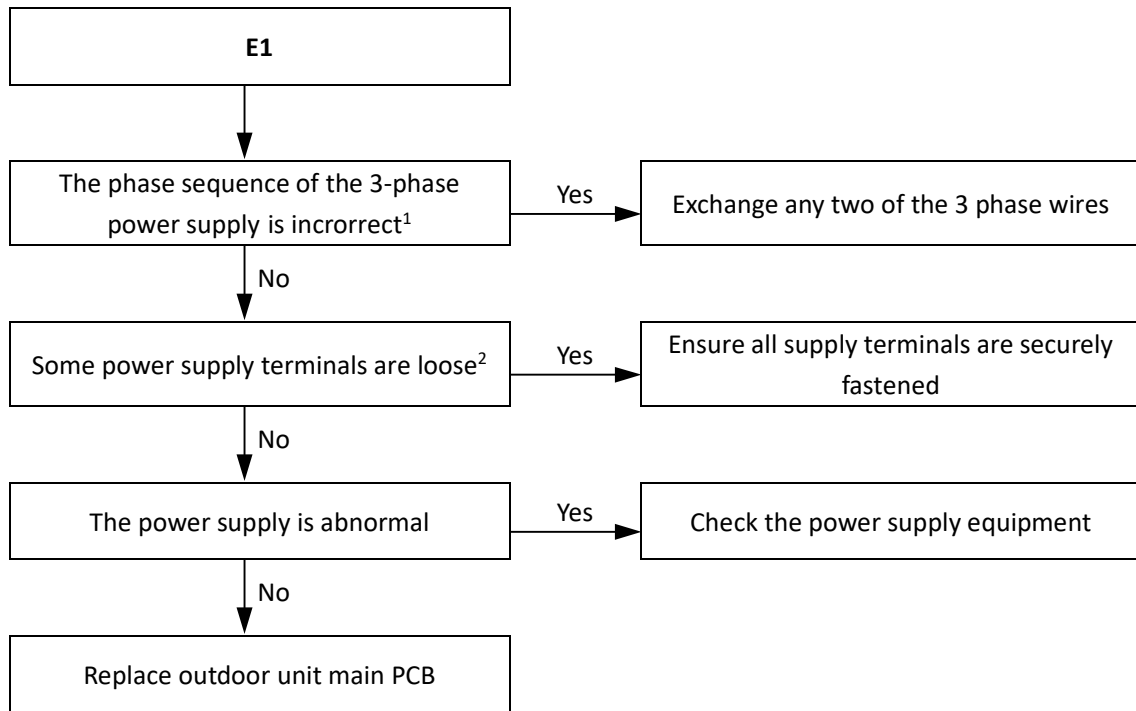 E1
The phase sequence of the 3-phase
power supply is incrorrect¹
Yes
Exchange any two of the 3 phase wires
No
Some power supply terminals are loose²
Yes
Ensure all supply terminals are securely
fastened
No
The power supply is abnormal
Yes
Check the power supply equipment
No
Replace outdoor unit main PCB